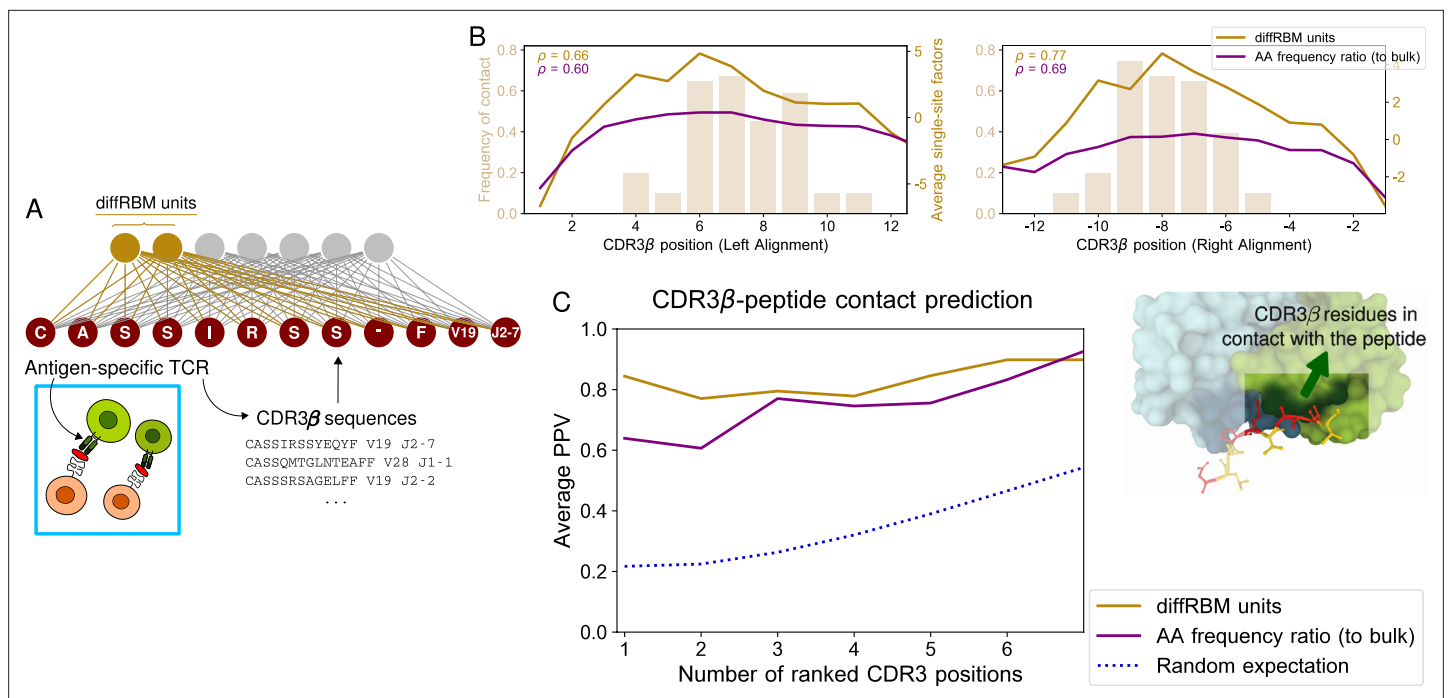 A
diffRBM units
C A S S I R S S - F V19 J2-7
Antigen-specific TCR
CDR3β sequences
CASSIRSSYEQYF V19 J2-7
CASSQMTGLNTEAFF V28 J1-1
CASSSRSAGELFF V19 J2-2
...
B
ρ = 0.66
ρ = 0.60
Frequency of contact
0.8
0.6
0.4
0.2
0.0
2 4 6 8 10 12
CDR3β position (Left Alignment)
5
0
-5
Average single-site factors
ρ = 0.77
ρ = 0.69
diffRBM units
AA frequency ratio (to bulk)
0.8
0.6
0.4
0.2
0.0
-12 -10 -8 -6 -4 -2
CDR3β position (Right Alignment)
4
2
0
-2
C
CDR3β-peptide contact prediction
Average PPV
1.0
0.8
0.6
0.4
0.2
0.0
1 2 3 4 5 6
Number of ranked CDR3 positions
CDR3β residues in
contact with the peptide
diffRBM units
AA frequency ratio (to bulk)
Random expectation